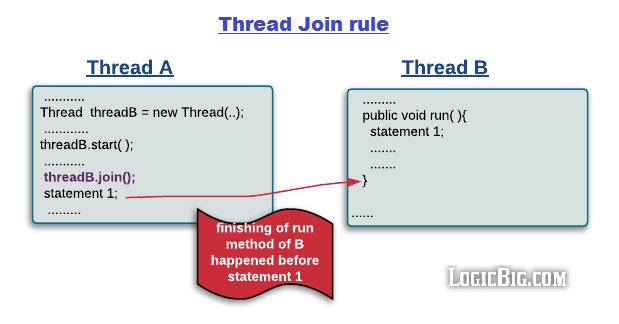 Thread Join rule
Thread A
...........
Thread threadB = new Thread(..);
............
threadB.start( );
...........
threadB.join();
statement 1;
.........
Thread B
.........
public void run( ){
statement 1;
.......
.......
}
......
finishing of run
method of B
happened before
statement 1
LogicBig.com